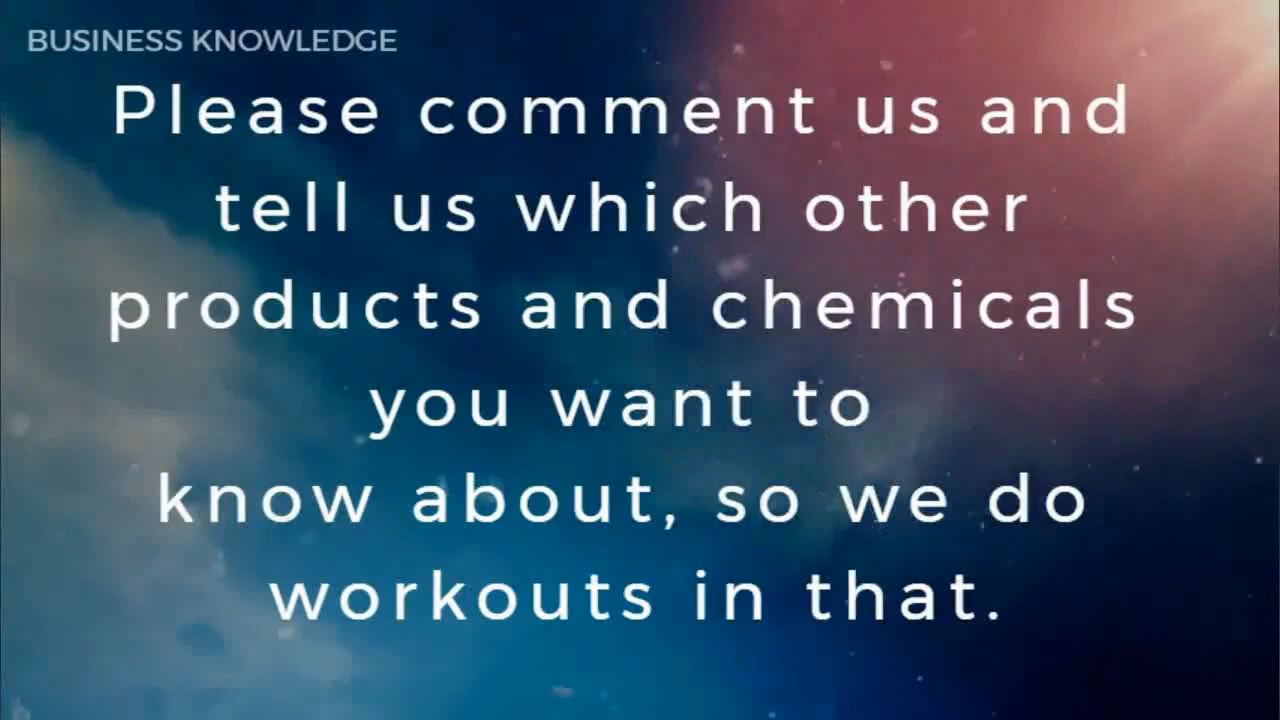 BUSINESS KNOWLEDGE
Please comment us and
tell us which other
products and chemicals
you want to
know about, so we do
workouts in that.